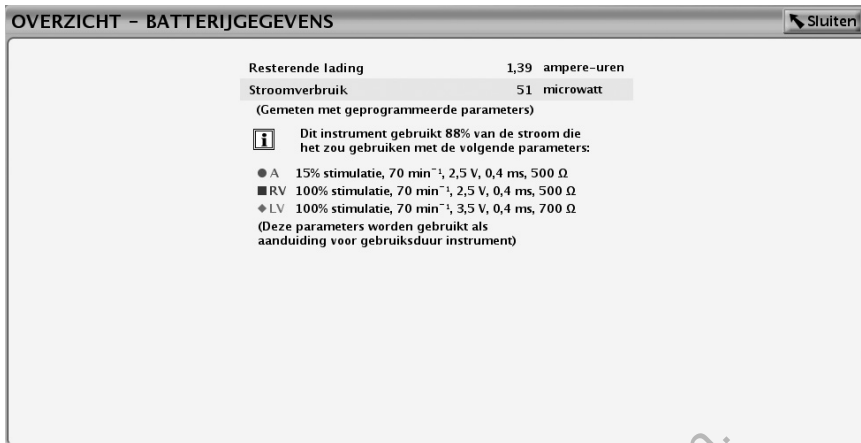 OVERZICHT - BATTERIJGEGEVENS
Sluiten
Resterende lading 1,39 ampere-uren
Stroomverbruik 51 microwatt
(Gemeten met geprogrammeerde parameters)
i Dit instrument gebruikt 88% van de stroom die
het zou gebruiken met de volgende parameters:
A 15% stimulatie, 70 min⁻¹, 2,5 V, 0,4 ms, 500 Ω
RV 100% stimulatie, 70 min⁻¹, 2,5 V, 0,4 ms, 500 Ω
LV 100% stimulatie, 70 min⁻¹, 3,5 V, 0,4 ms, 700 Ω
(Deze parameters worden gebruikt als
aanduiding voor gebruiksduur instrument)